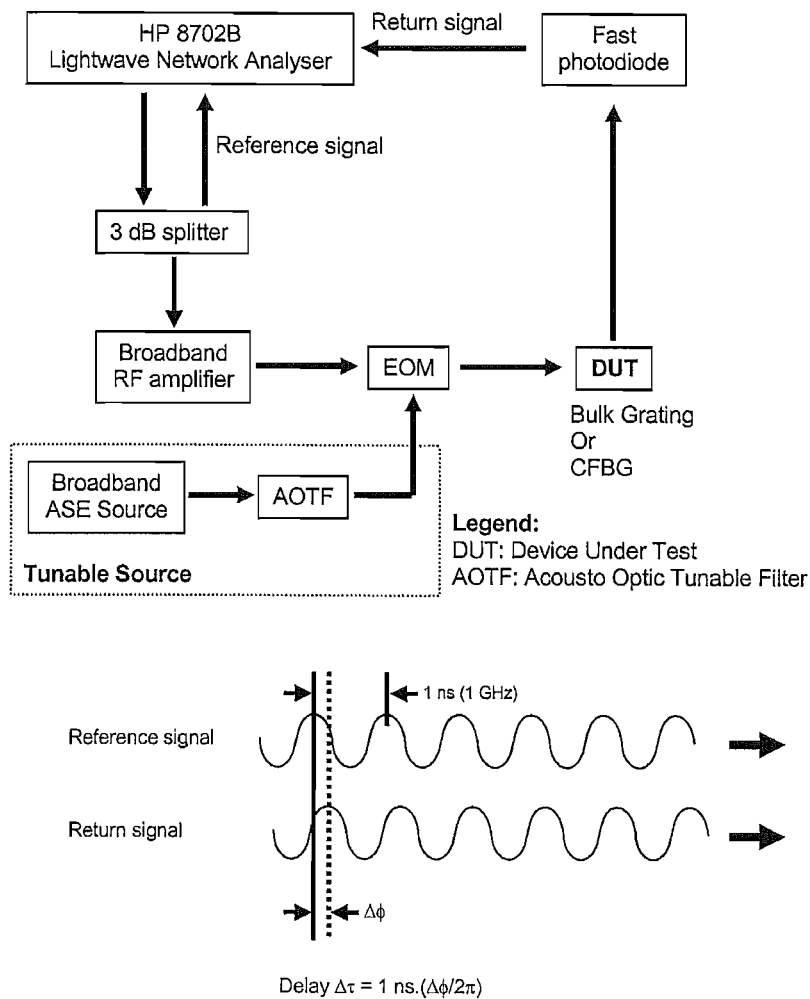 HP 8702B
Lightwave Network Analyser
Return signal
Fast
photodiode
Reference signal
3 dB splitter
Broadband
RF amplifier
EOM
DUT
Bulk Grating
Or
CFBG
Broadband
ASE Source
AOTF
Tunable Source
Legend:
DUT: Device Under Test
AOTF: Acousto Optic Tunable Filter
1 ns (1 GHz)
Reference signal
Return signal
Δϕ
Delay Δτ = 1 ns.(Δϕ/2π)